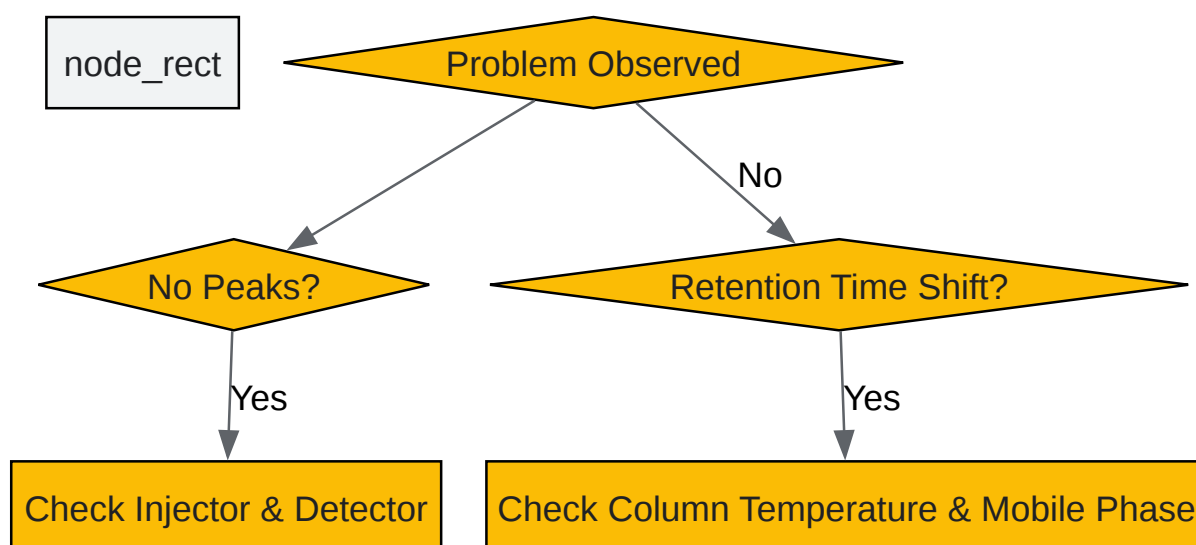 node_rect
Problem Observed
No
No Peaks?
Retention Time Shift?
Yes
Yes
Check Injector & Detector
Check Column Temperature & Mobile Phase